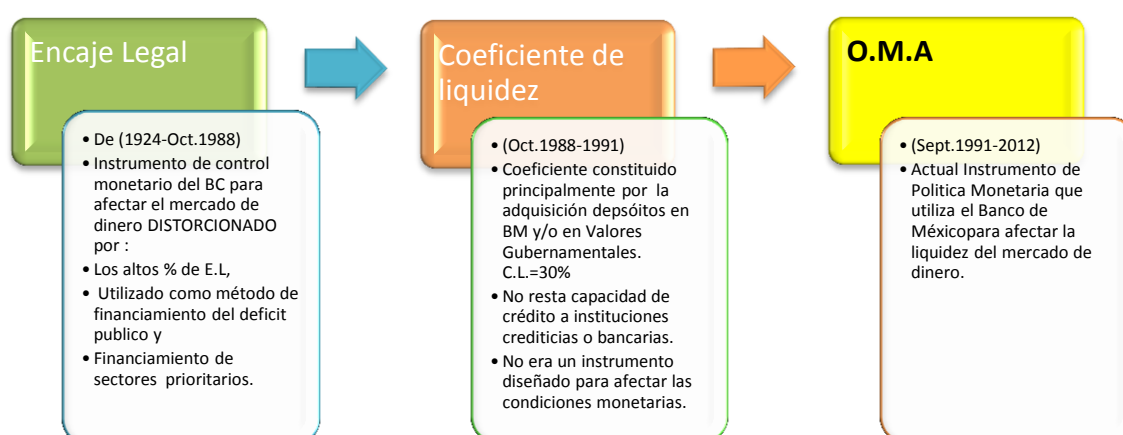 Encaje Legal
• De (1924-Oct.1988)
• Instrumento de control
monetario del BC para
afectar el mercado de
dinero DISTORCIONADO
por :
• Los altos % de E.L,
• Utilizado como método de
financiamiento del deficit
publico y
• Financiamiento de
sectores prioritarios.
Coeficiente de
liquidez
• (Oct.1988-1991)
• Coeficiente constituido
principalmente por la
adquisición depsóitos en
BM y/o en Valores
Gubernamentales.
C.L.=30%
• No resta capacidad de
crédito a instituciones
crediticias o bancarias.
• No era un instrumento
diseñado para afectar las
condiciones monetarias.
O.M.A
• (Sept.1991-2012)
• Actual Instrumento de
Politica Monetaria que
utiliza el Banco de
Méxicopara afectar la
liquidez del mercado de
dinero.